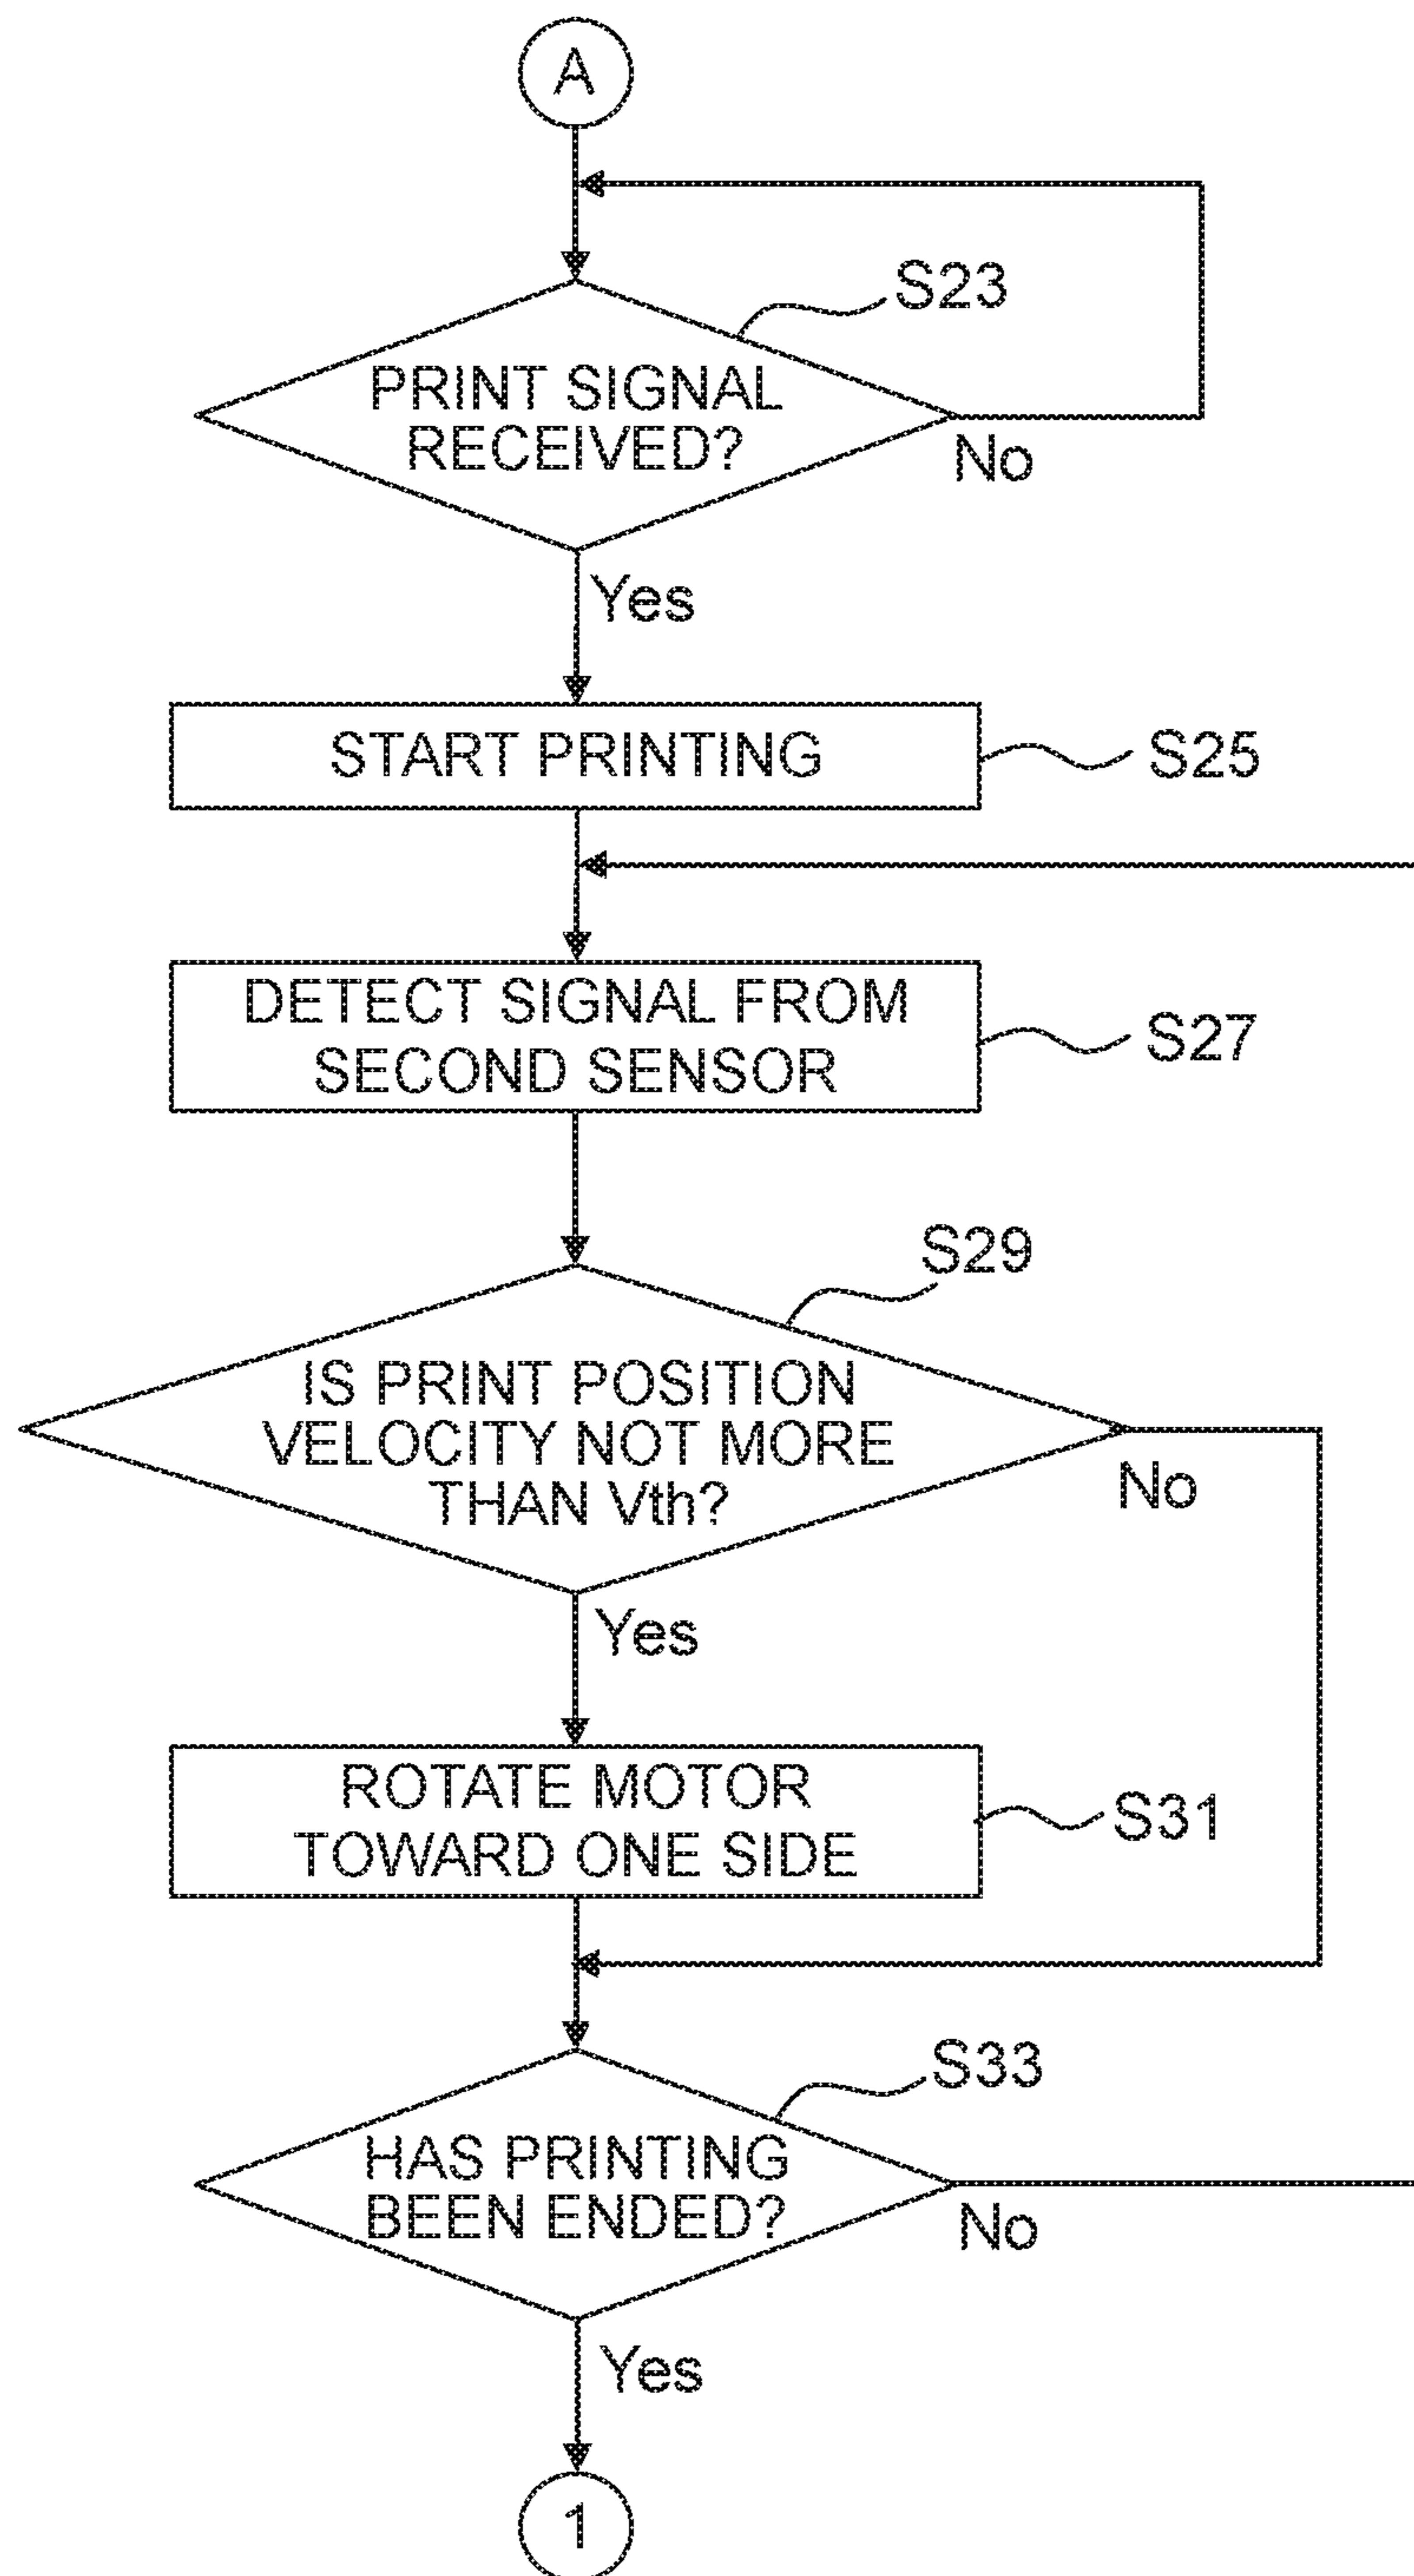 A
S23
PRINT SIGNAL
RECEIVED?
No
Yes
START PRINTING
S25
DETECT SIGNAL FROM
SECOND SENSOR
S27
S29
IS PRINT POSITION
VELOCITY NOT MORE
THAN Vth?
No
Yes
ROTATE MOTOR
TOWARD ONE SIDE
S31
S33
HAS PRINTING
BEEN ENDED?
No
Yes
1